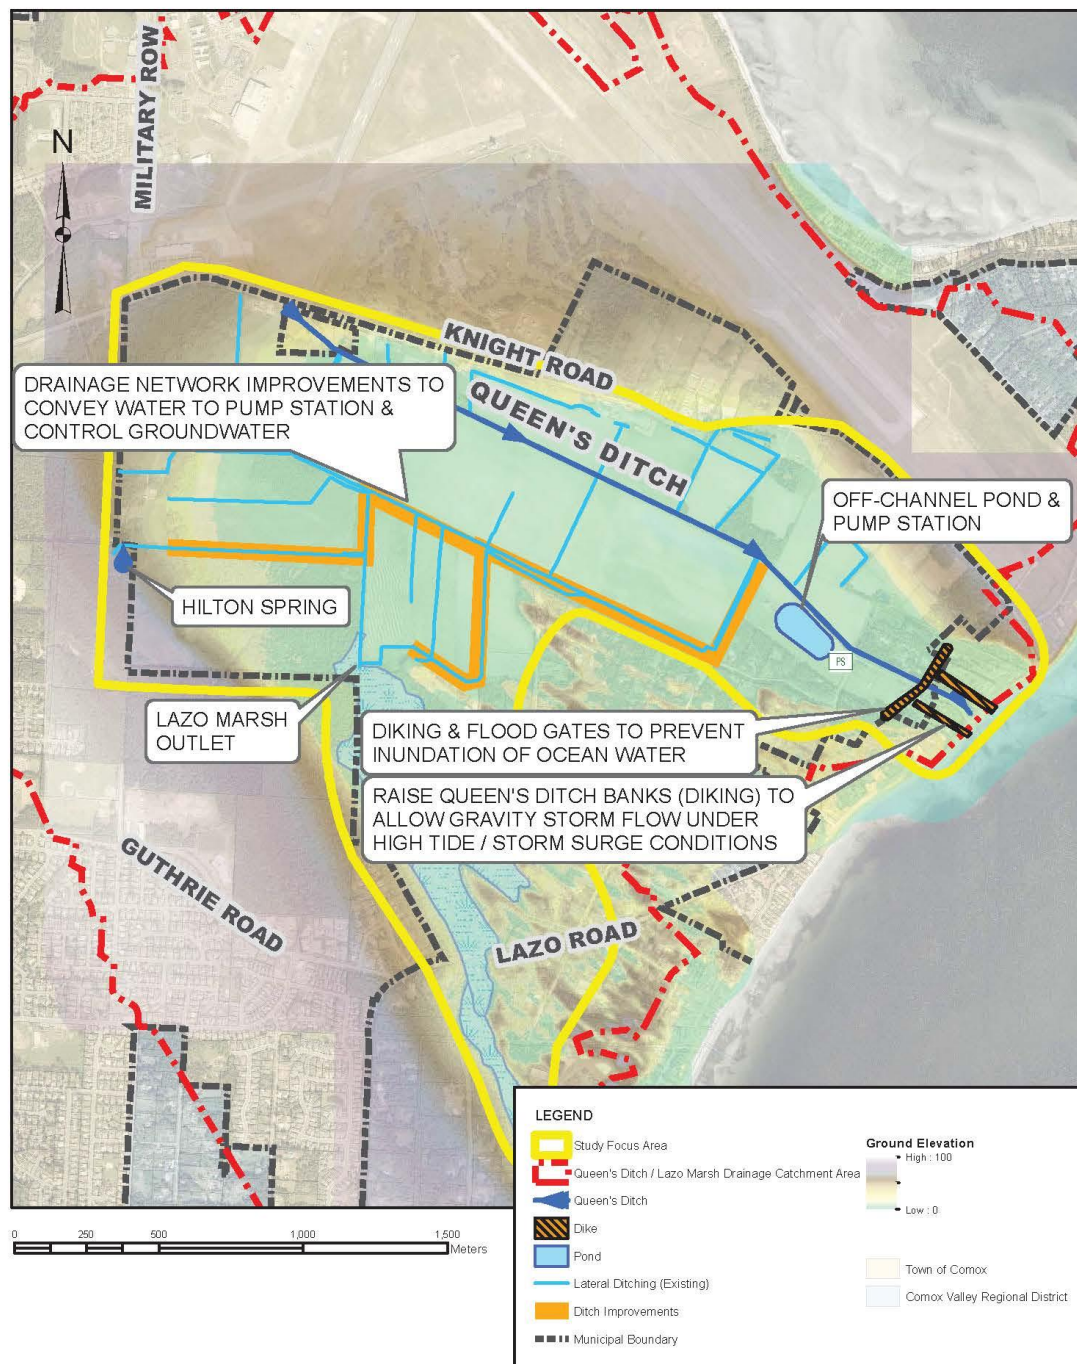 MILITARY ROW
N
KNIGHT ROAD
DRAINAGE NETWORK IMPROVEMENTS TO
CONVEY WATER TO PUMP STATION &
CONTROL GROUNDWATER
QUEEN'S DITCH
OFF-CHANNEL POND &
PUMP STATION
HILTON SPRING
PS
LAZO MARSH
OUTLET
DIKING & FLOOD GATES TO PREVENT
INUNDATION OF OCEAN WATER
RAISE QUEEN'S DITCH BANKS (DIKING) TO
ALLOW GRAVITY STORM FLOW UNDER
HIGH TIDE / STORM SURGE CONDITIONS
GUTHRIE ROAD
LAZO ROAD
LEGEND
Study Focus Area
Queen's Ditch / Lazo Marsh Drainage Catchment Area
Queen's Ditch
Dike
Pond
Lateral Ditching (Existing)
Ditch Improvements
Municipal Boundary
Ground Elevation
High : 100
Low : 0
Town of Comox
Comox Valley Regional District
0 250 500 1,000 1,500
Meters